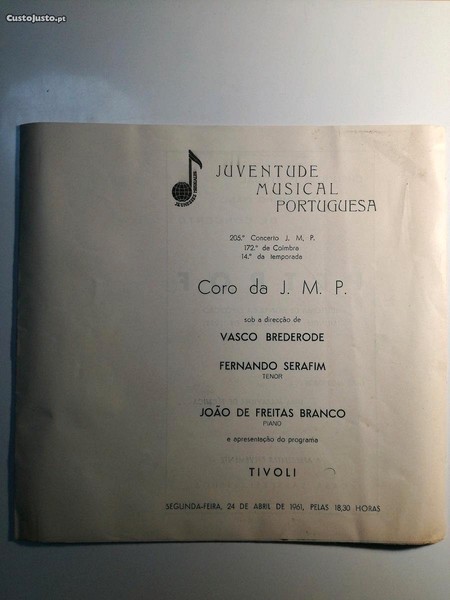 CustoJusto.pt
JUVENTUDE
MUSICAL
PORTUGUESA
205.º Concerto J. M. P.
172.º de Coimbra
14.º da temporada
Coro da J. M. P.
sob a direcção de
VASCO BREDERODE
FERNANDO SERAFIM
TENOR
JOÃO DE FREITAS BRANCO
PIANO
e apresentação do programa
TIVOLI
SEGUNDA-FEIRA, 24 DE ABRIL DE 1961, PELAS 18,30 HORAS